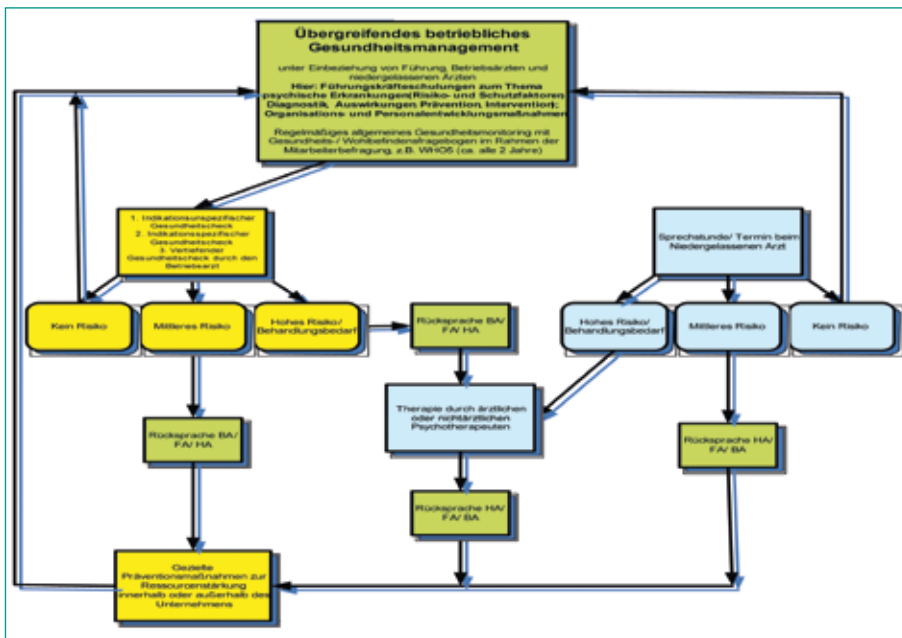 Übergreifendes betriebliches
Gesundheitsmanagement
unter Einbeziehung von Führung, Betriebsärzten und
niedergelassenen Ärzten
Hier: Führungskräfteschulungen zum Thema
psychische Erkrankungen(Risiko- und Schutzfaktoren,
Diagnostik, Auswirkungen, Prävention, Intervention);
Organisations- und Personalentwicklungsmaßnahmen
Regelmäßiges allgemeines Gesundheitsmonitoring mit
Gesundheits-/ Wohlbefindensfragebogen im Rahmen der
Mitarbeiterbefragung, z.B. WHO5 (ca. alle 2 Jahre)
1. Indikationsunspezifischer
Gesundheitscheck
2. Indikationsspezifischer
Gesundheitscheck
3. Vertiefender
Gesundheitscheck durch den
Betriebsarzt
Sprechstunde/ Termin beim
Niedergelassenen Arzt
Kein Risiko
Mittleres Risiko
Hohes Risiko/
Behandlungsbedarf
Rücksprache BA/
FA/ HA
Hohes Risiko/
Behandlungsbedarf
Mittleres Risiko
Kein Risiko
Therapie durch ärztlichen
oder nichtärztlichen
Psychotherapeuten
Rücksprache BA/
FA/ HA
Rücksprache HA/
FA/ BA
Rücksprache HA/
FA/ BA
Gezielte
Präventionsmaßnahmen zur
Ressourcenstärkung
innerhalb oder außerhalb des
Unternehmens